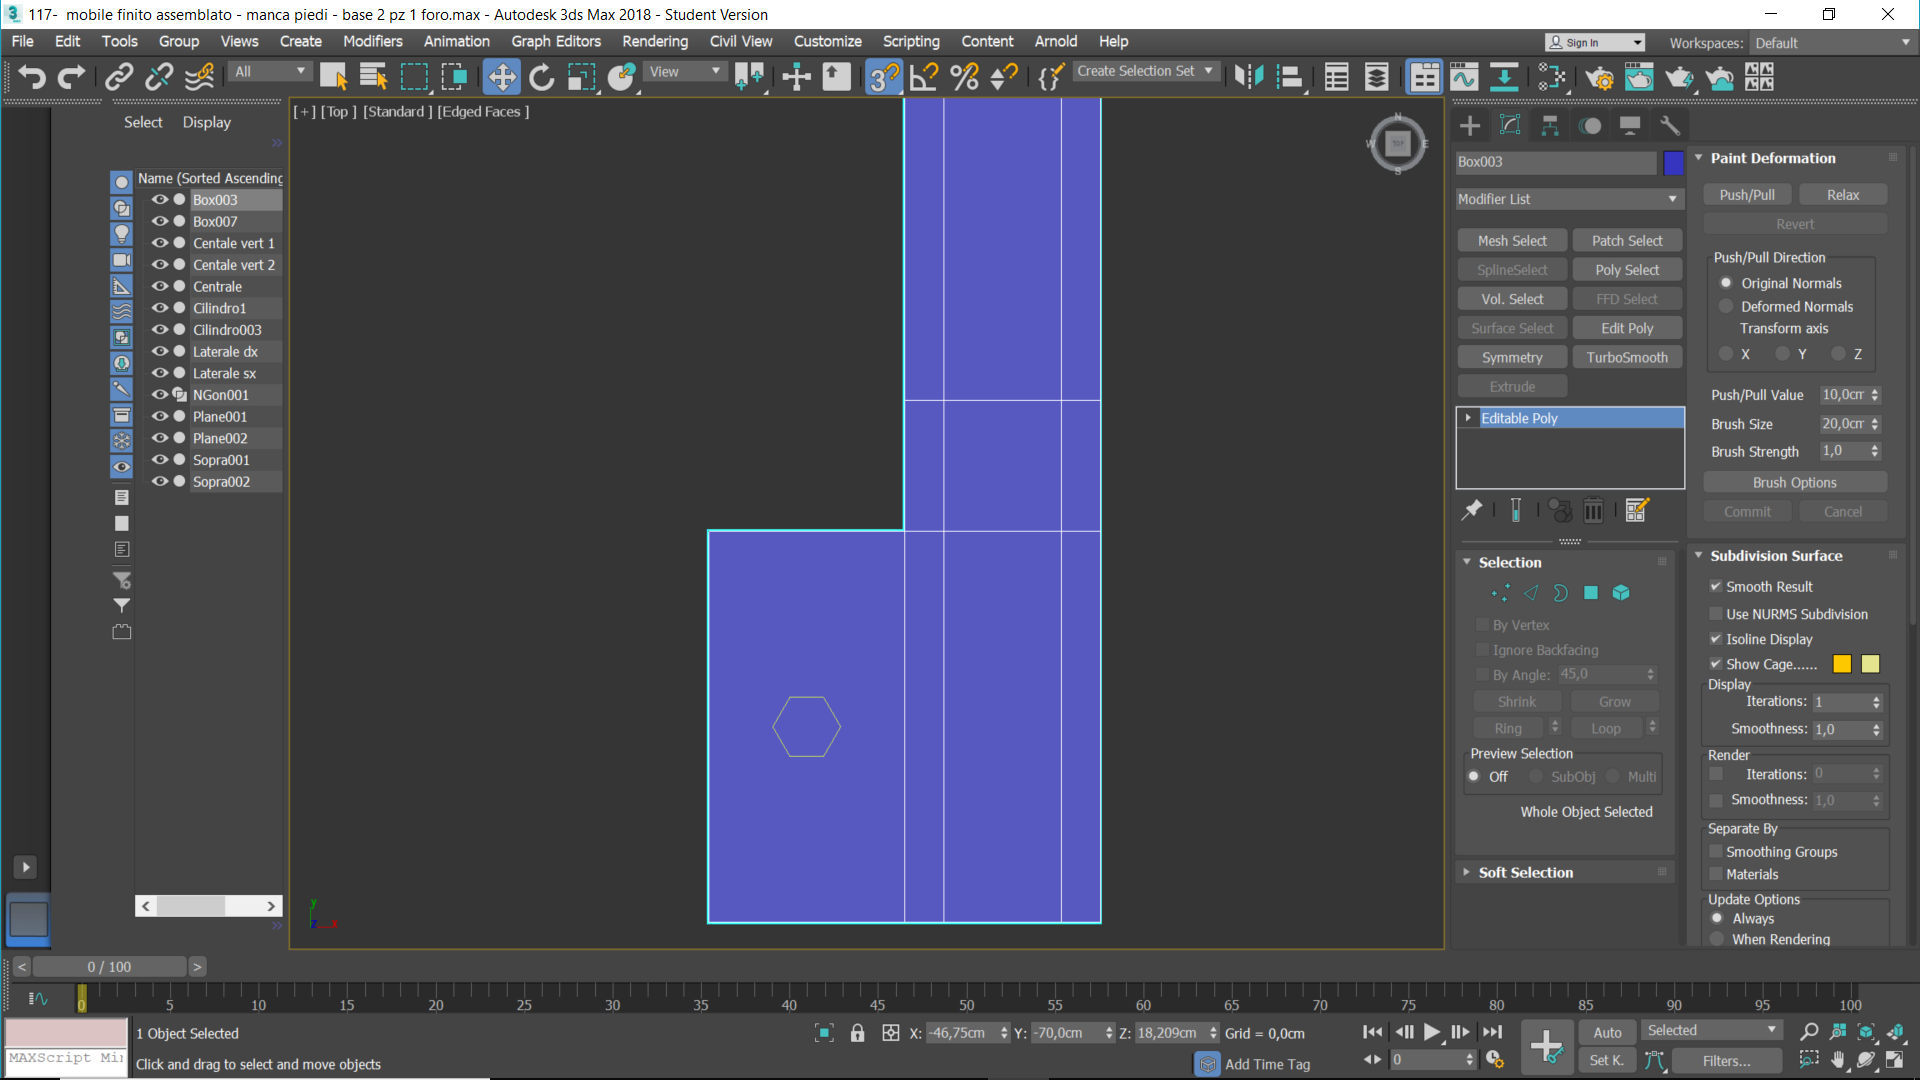 117-  mobile finito assemblato - manca piedi - base 2 pz 1 foro.max - Autodesk 3ds Max 2018 - Student Version
File Edit Tools Group Views Create Modifiers Animation Graph Editors Rendering Civil View Customize Scripting Content Arnold Help
Sign In Workspaces: Default
All View Create Selection Set
Select Display
[+] [Top ] [Standard ] [Edged Faces ]
N
W TOP E
S
Name (Sorted Ascending
Box003
Box007
Centale vert 1
Centale vert 2
Centrale
Cilindro1
Cilindro003
Laterale dx
Laterale sx
NGon001
Plane001
Plane002
Sopra001
Sopra002
y
z x
Box003
Modifier List
Mesh Select Patch Select
SplineSelect Poly Select
Vol. Select FFD Select
Surface Select Edit Poly
Symmetry TurboSmooth
Extrude
Editable Poly
Selection
By Vertex
Ignore Backfacing
By Angle: 45,0
Shrink Grow
Ring Loop
Preview Selection
Off SubObj Multi
Whole Object Selected
Soft Selection
Paint Deformation
Push/Pull Relax
Revert
Push/Pull Direction
Original Normals
Deformed Normals
Transform axis
X Y Z
Push/Pull Value 10,0cm
Brush Size 20,0cm
Brush Strength 1,0
Brush Options
Commit Cancel
Subdivision Surface
Smooth Result
Use NURMS Subdivision
Isoline Display
Show Cage......
Display
Iterations: 1
Smoothness: 1,0
Render
Iterations: 0
Smoothness: 1,0
Separate By
Smoothing Groups
Materials
Update Options
Always
When Rendering
< 0 / 100 >
0 5 10 15 20 25 30 35 40 45 50 55 60 65 70 75 80 85 90 95 100
1 Object Selected
X: -46,75cm Y: -70,0cm Z: 18,209cm Grid = 0,0cm
Auto Selected
MAXScript Mi
Click and drag to select and move objects
Add Time Tag
0
Set K. Filters...